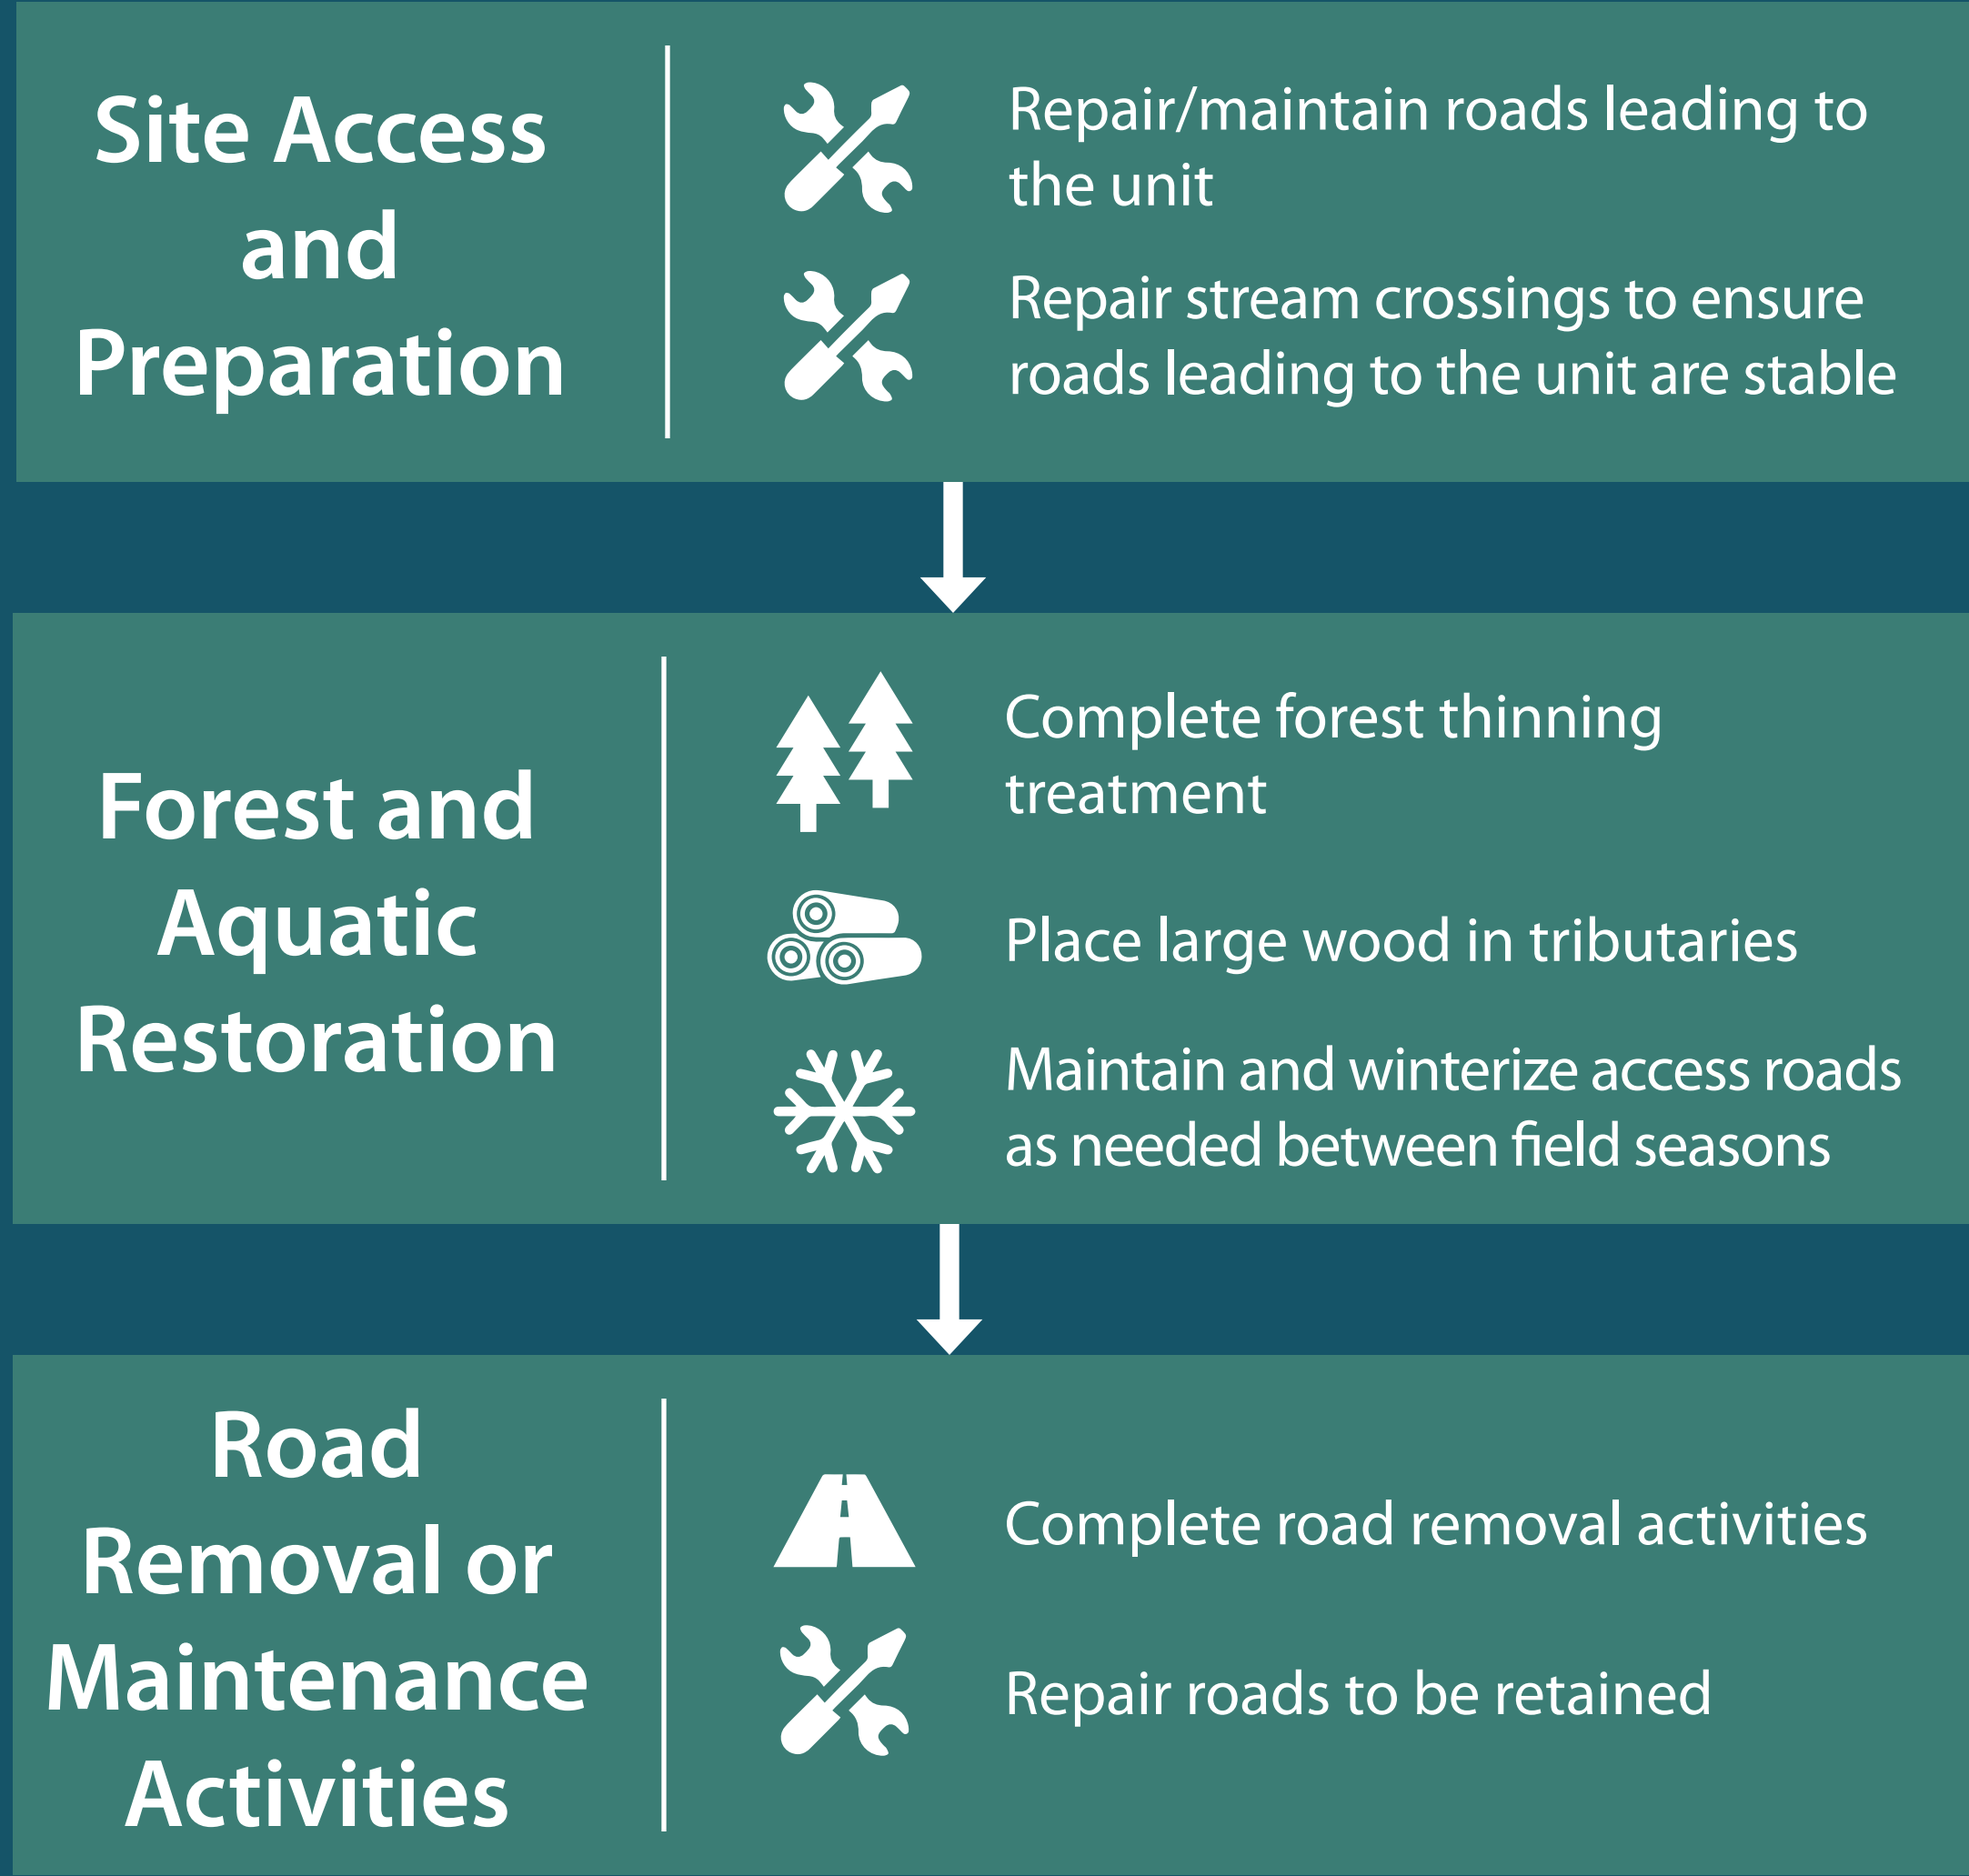 Site Access
and
Preparation
Repair/maintain roads leading to
the unit
Repair stream crossings to ensure
roads leading to the unit are stable
Forest and
Aquatic
Restoration
Complete forest thinning
treatment
Place large wood in tributaries
Maintain and winterize access roads
as needed between field seasons
Road
Removal or
Maintenance
Activities
Complete road removal activities
Repair roads to be retained